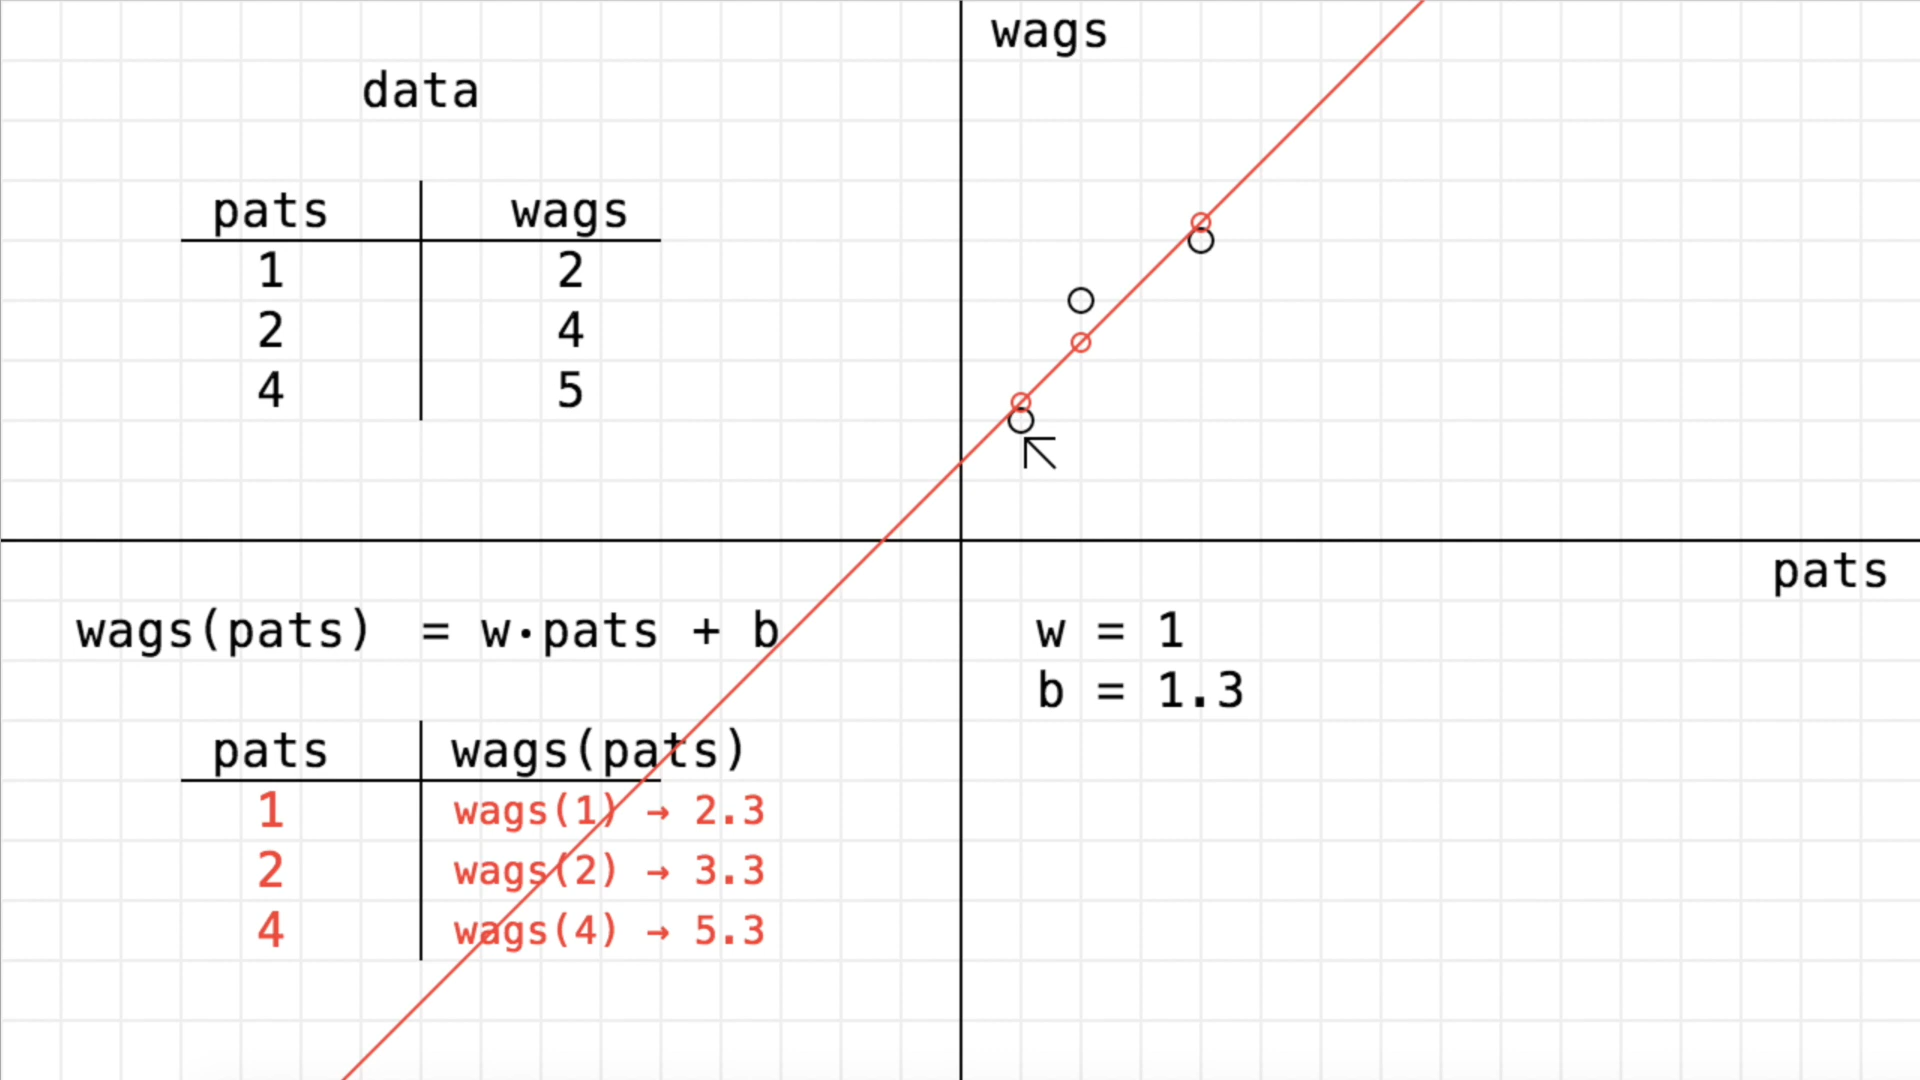 data
pats wags
1 2
2 4
4 5
wags(pats) = w·pats + b
pats wags(pats)
1 wags(1) → 2.3
2 wags(2) → 3.3
4 wags(4) → 5.3
wags
pats
w = 1
b = 1.3